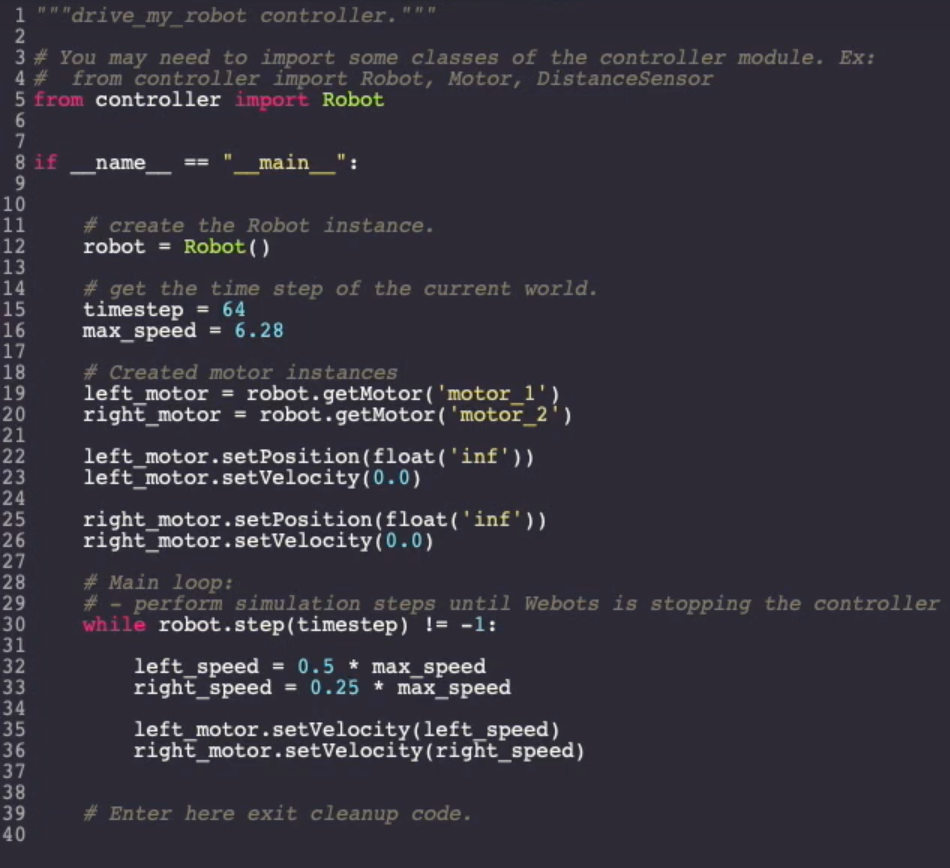 1 """drive_my_robot controller."""
2
3 # You may need to import some classes of the controller module. Ex:
4 #  from controller import Robot, Motor, DistanceSensor
5 from controller import Robot
6
7
8 if __name__ == "__main__":
9
10
11     # create the Robot instance.
12     robot = Robot()
13
14     # get the time step of the current world.
15     timestep = 64
16     max_speed = 6.28
17
18     # Created motor instances
19     left_motor = robot.getMotor('motor_1')
20     right_motor = robot.getMotor('motor_2')
21
22     left_motor.setPosition(float('inf'))
23     left_motor.setVelocity(0.0)
24
25     right_motor.setPosition(float('inf'))
26     right_motor.setVelocity(0.0)
27
28     # Main loop:
29     # - perform simulation steps until Webots is stopping the controller
30     while robot.step(timestep) != -1:
31
32         left_speed = 0.5 * max_speed
33         right_speed = 0.25 * max_speed
34
35         left_motor.setVelocity(left_speed)
36         right_motor.setVelocity(right_speed)
37
38
39     # Enter here exit cleanup code.
40